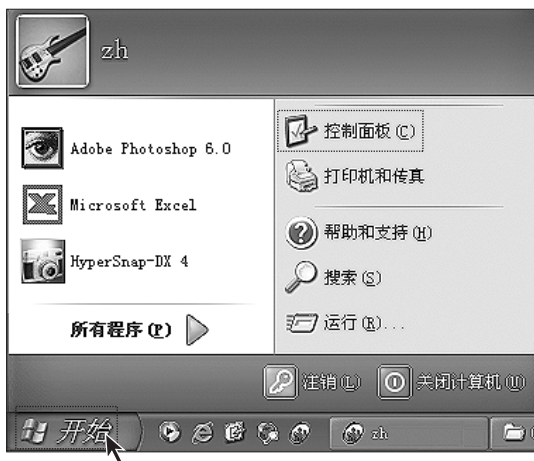 zh
Adobe Photoshop 6.0
Microsoft Excel
HyperSnap-DX 4
所有程序(P)
控制面板(C)
打印机和传真
帮助和支持(H)
搜索(S)
运行(R)...
注销(L)
关闭计算机(U)
开始
zh